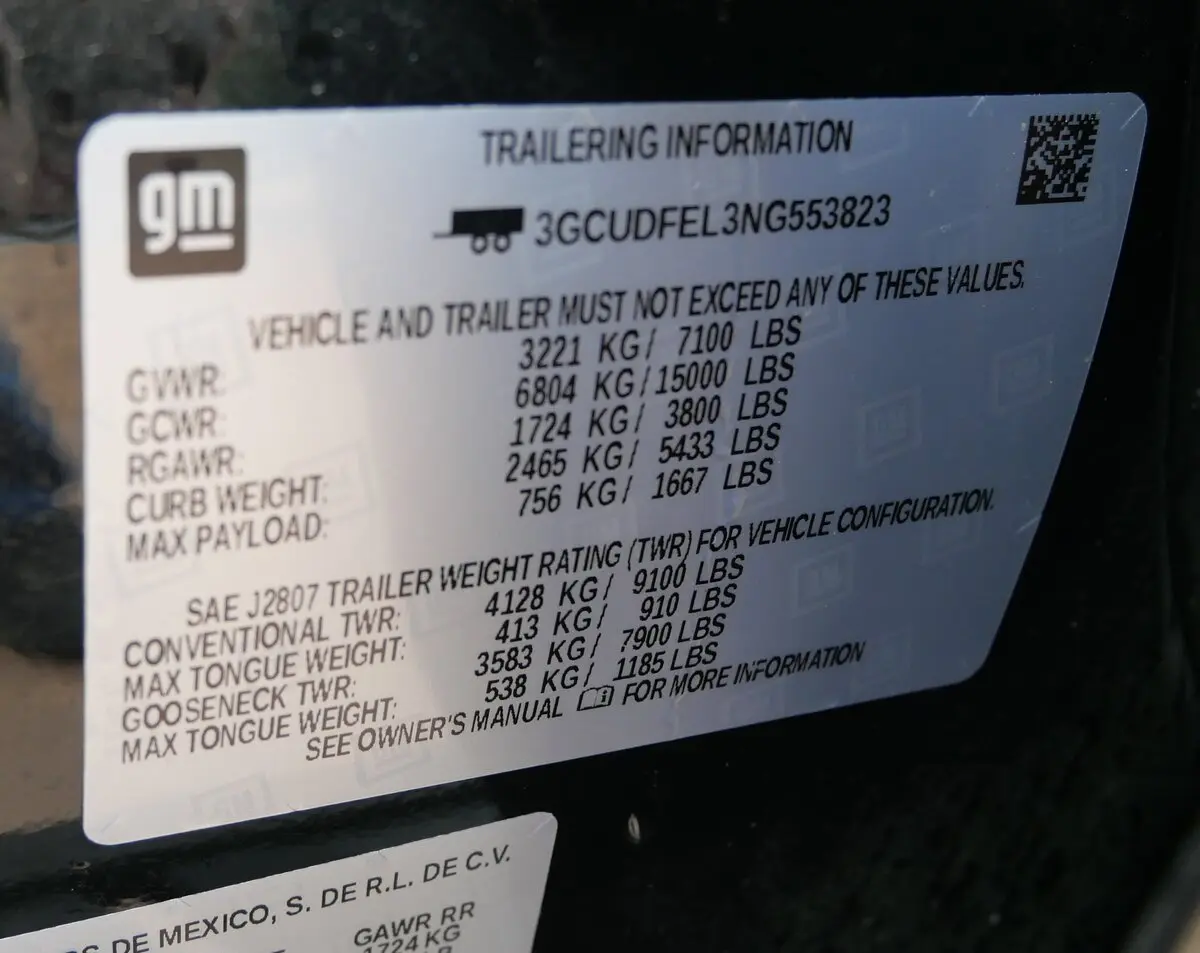 gm
TRAILERING INFORMATION
3GCUDFEL3NG553823
VEHICLE AND TRAILER MUST NOT EXCEED ANY OF THESE VALUES.
GVWR: 3221 KG/ 7100 LBS
GCWR: 6804 KG/ 15000 LBS
RGAWR: 1724 KG/ 3800 LBS
CURB WEIGHT: 2465 KG/ 5433 LBS
MAX PAYLOAD: 756 KG/ 1667 LBS
SAE J2807 TRAILER WEIGHT RATING (TWR) FOR VEHICLE CONFIGURATION.
CONVENTIONAL TWR: 4128 KG/ 9100 LBS
MAX TONGUE WEIGHT: 413 KG/ 910 LBS
GOOSENECK TWR: 3583 KG/ 7900 LBS
MAX TONGUE WEIGHT: 538 KG/ 1185 LBS
SEE OWNER'S MANUAL FOR MORE INFORMATION
DE MEXICO, S. DE R.L. DE C.V.
GAWR RR
1724 KG